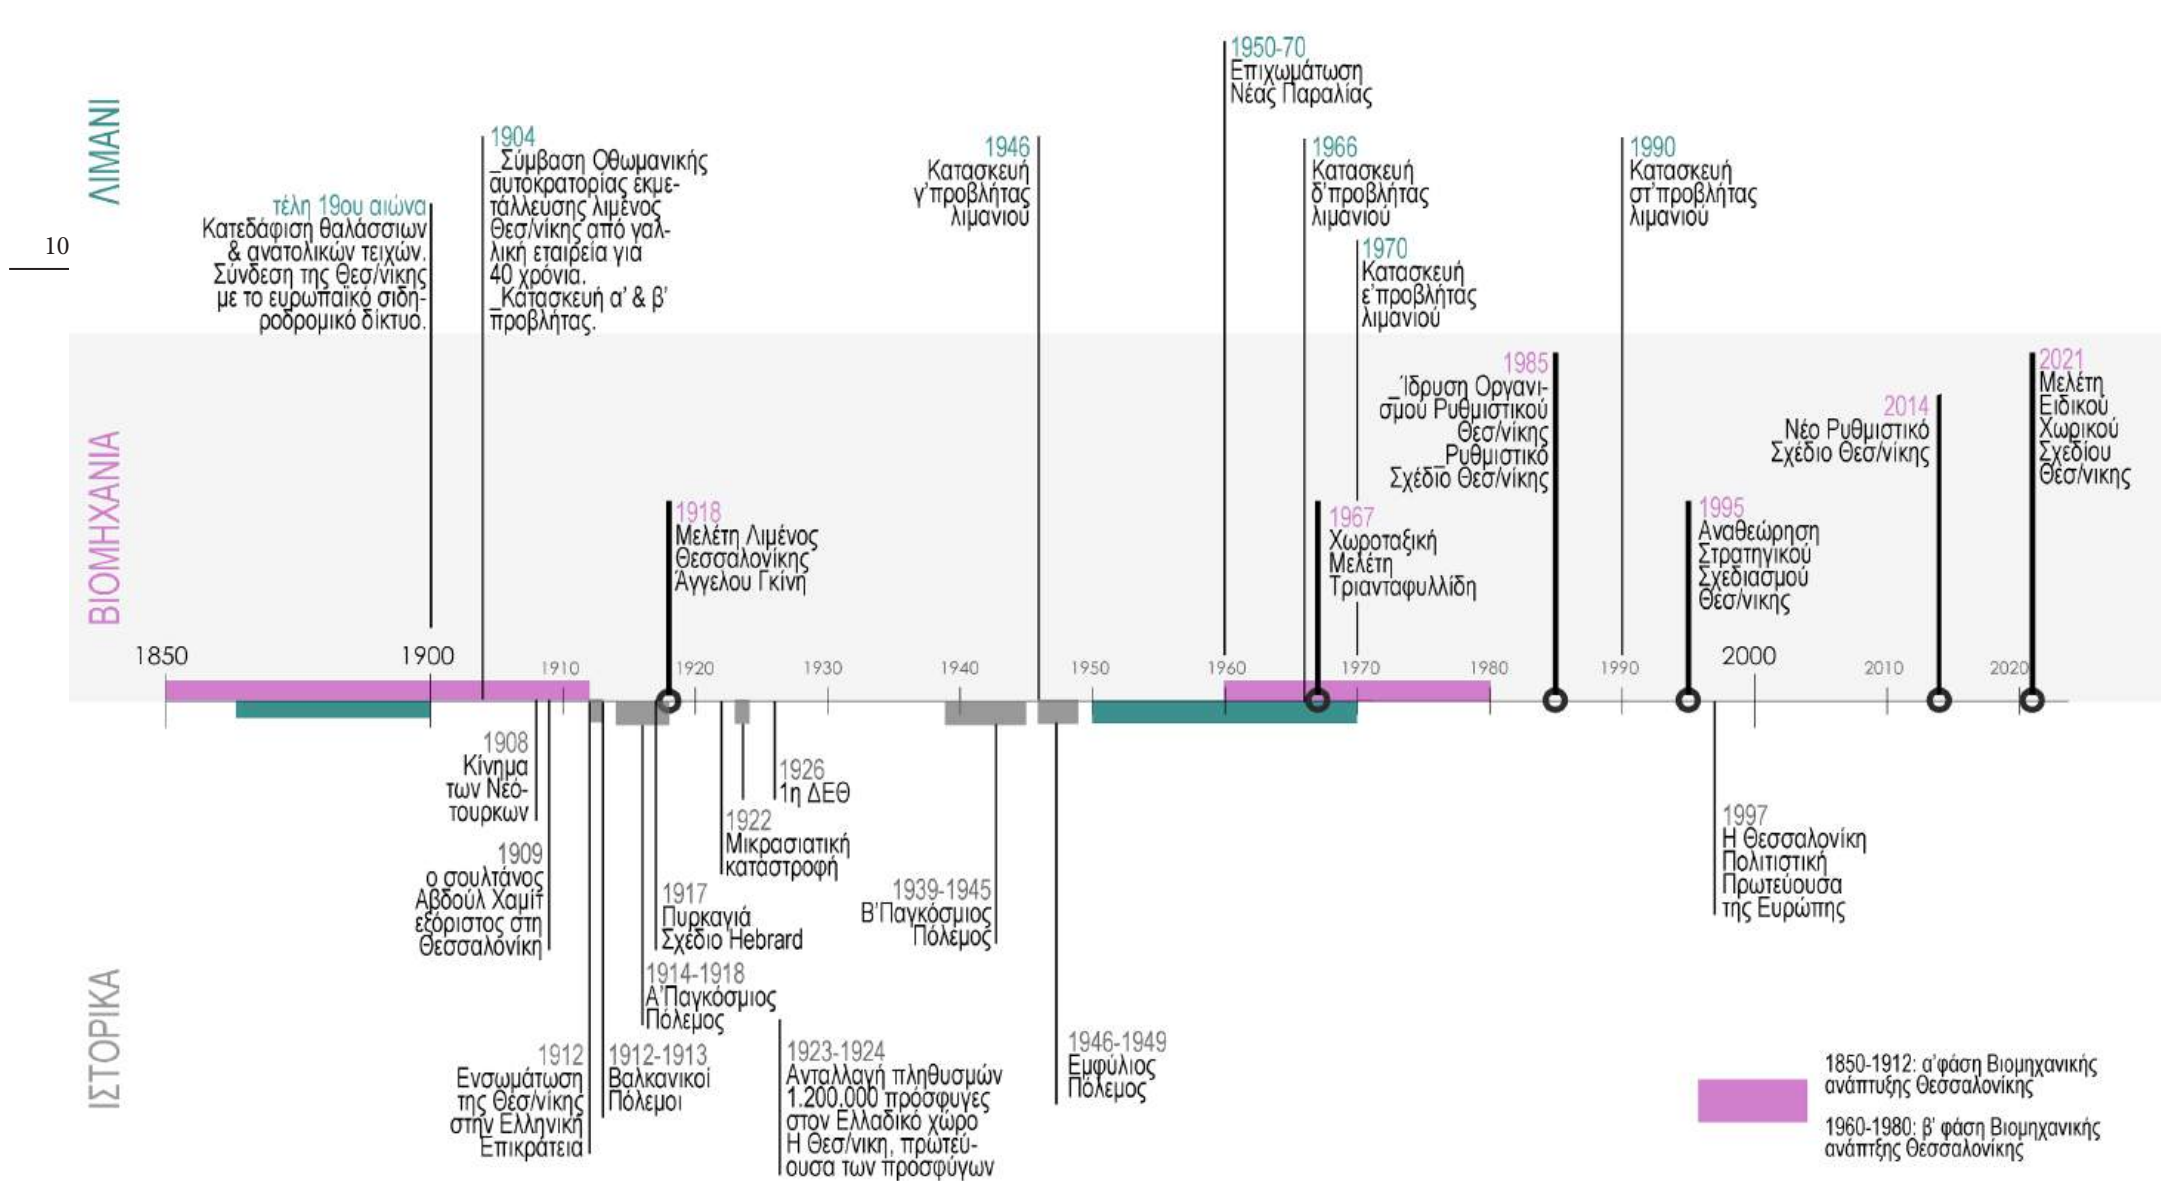 10
ΛΙΜΑΝΙ
τέλη 19ου αιώνα
Κατεδάφιση θαλάσσιων
& ανατολικών τειχών.
Σύνδεση της Θεσ/νίκης
με το ευρωπαϊκό σιδη-
ροδρομικό δίκτυο.
1904
_Σύμβαση Οθωμανικής
αυτοκρατορίας εκμε-
τάλλευσης λιμένος
Θεσ/νίκης από γαλ-
λική εταιρεία για
40 χρόνια.
_Κατασκευή α' & β'
προβλήτας.
1946
Κατασκευή
γ'προβλήτας
λιμανιού
1950-70
Επιχωμάτωση
Νέας Παραλίας
1966
Κατασκευή
δ'προβλήτας
λιμανιού
1970
Κατασκευή
ε'προβλήτας
λιμανιού
1990
Κατασκευή
στ'προβλήτας
λιμανιού
ΒΙΟΜΗΧΑΝΙΑ
1918
Μελέτη Λιμένος
Θεσσαλονίκης
Άγγελου Γκίνη
1967
Χωροταξική
Μελέτη
Τριανταφυλλίδη
1985
_Ίδρυση Οργανι-
σμού Ρυθμιστικού
Θεσ/νίκης
_Ρυθμιστικό
Σχέδιο Θεσ/νίκης
1995
Αναθεώρηση
Στρατηγικού
Σχεδιασμού
Θεσ/νίκης
2014
Νέο Ρυθμιστικό
Σχέδιο Θεσ/νίκης
2021
Μελέτη
Ειδικού
Χωρικού
Σχεδίου
Θεσ/νικης
1850
1900
1910
1920
1930
1940
1950
1960
1970
1980
1990
2000
2010
2020
ΙΣΤΟΡΙΚΑ
1908
Κίνημα
των Νεό-
τουρκων
1909
ο σουλτάνος
Αβδούλ Χαμίτ
εξόριστος στη
Θεσσαλονίκη
1912
Ενσωμάτωση
της Θεσ/νίκης
στην Ελληνική
Επικράτεια
1912-1913
Βαλκανικοί
Πόλεμοι
1914-1918
Α'Παγκόσμιος
Πόλεμος
1917
Πυρκαγιά
Σχέδιο Hebrard
1922
Μικρασιατική
καταστροφή
1926
1η ΔΕΘ
1923-1924
Ανταλλαγή πληθυσμών
1.200.000 πρόσφυγες
στον Ελλαδικό χώρο
Η Θεσ/νικη, πρωτεύ-
ουσα των προσφύγων
1939-1945
Β'Παγκόσμιος
Πόλεμος
1946-1949
Εμφύλιος
Πόλεμος
1997
Η Θεσσαλονίκη
Πολιτιστική
Πρωτεύουσα
της Ευρώπης
1850-1912: α'φάση Βιομηχανικής
ανάπτυξης Θεσσαλονίκης
1960-1980: β' φάση Βιομηχανικής
ανάπτξης Θεσσαλονίκης